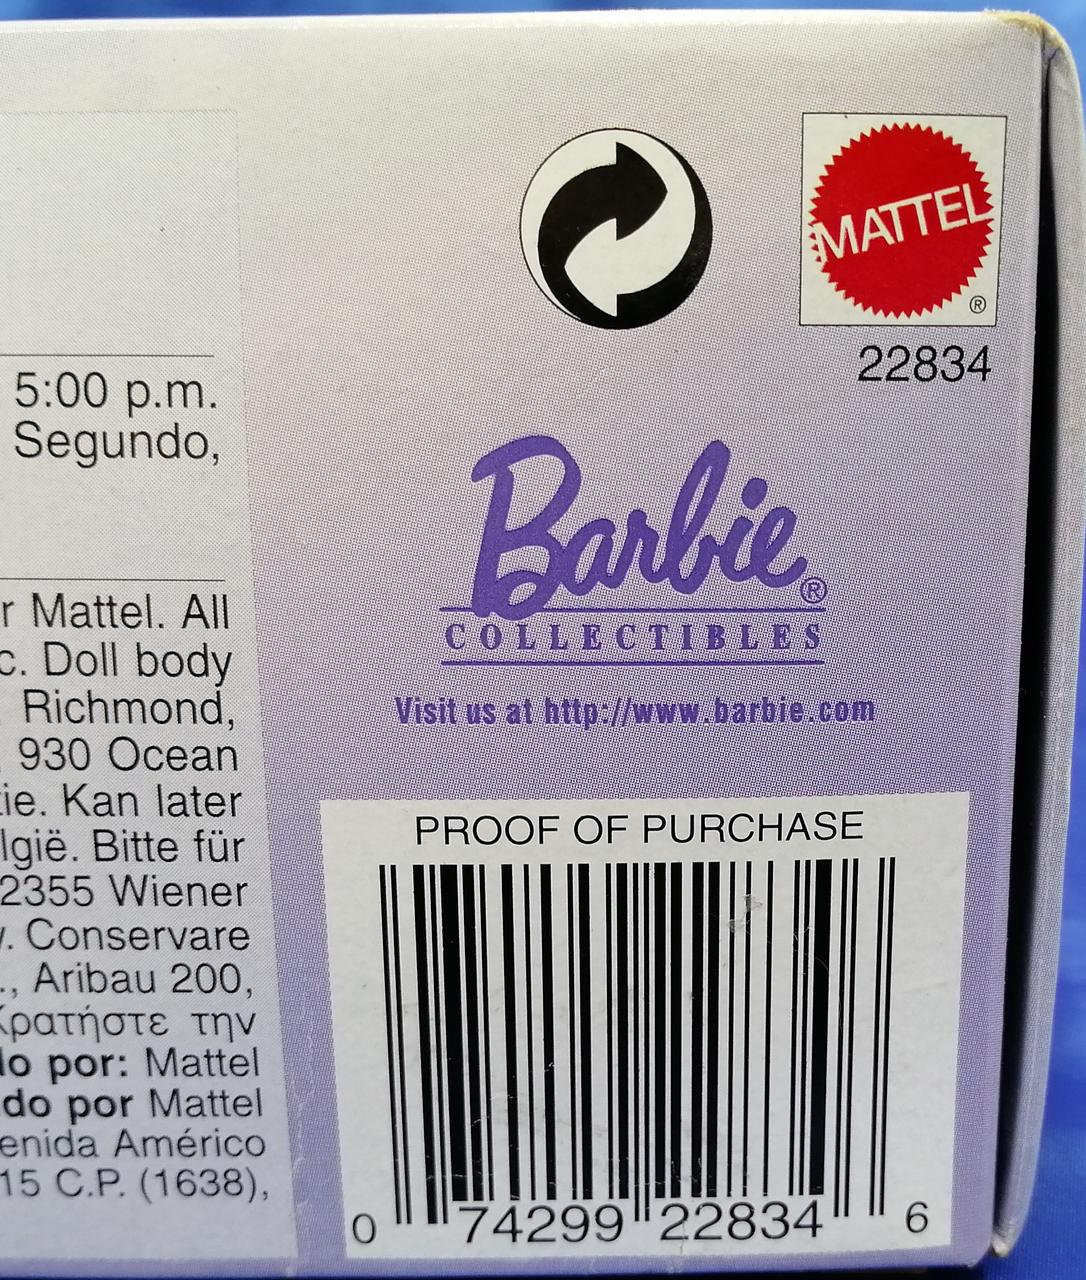 5:00 p.m.
Segundo,
r Mattel. All
c. Doll body
Richmond,
930 Ocean
tie. Kan later
lgië. Bitte für
2355 Wiener
v. Conservare
., Aribau 200,
Κρατήστε την
do por: Mattel
do por Mattel
enida Américo
15 C.P. (1638),
MATTEL
®
22834
Barbie®
COLLECTIBLES
Visit us at http://www.barbie.com
PROOF OF PURCHASE
0 74299 22834 6